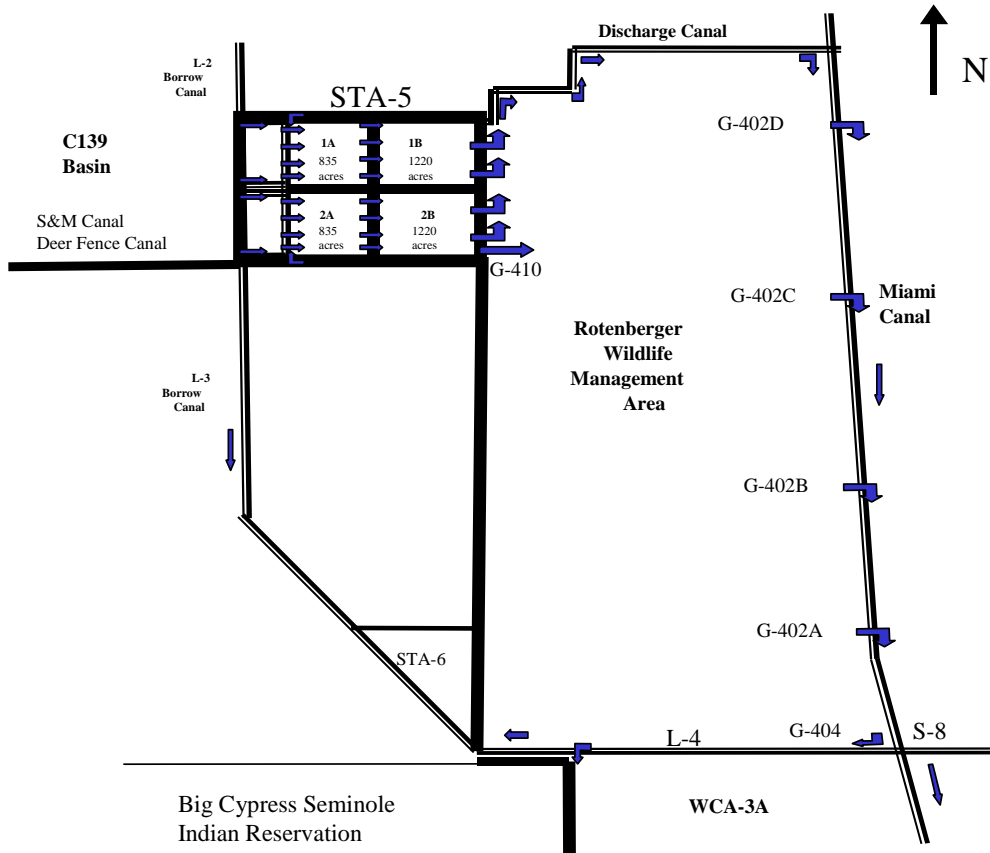 Discharge Canal
N
L-2
Borrow
Canal
STA-5
G-402D
C139
Basin
1A
835
acres
1B
1220
acres
2A
835
acres
2B
1220
acres
S&M Canal
Deer Fence Canal
G-410
G-402C
Miami
Canal
Rotenberger
Wildlife
Management
Area
L-3
Borrow
Canal
G-402B
G-402A
STA-6
L-4
G-404
S-8
Big Cypress Seminole
Indian Reservation
WCA-3A